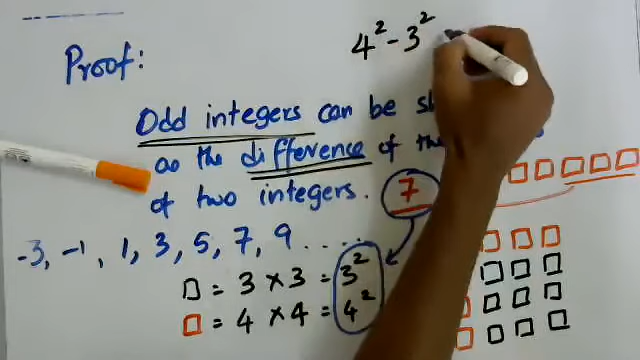 4² - 3²
Proof:
Odd integers can be
as the difference of
of two integers.
7
-3, -1, 1, 3, 5, 7, 9 .....
□ = 3 × 3 = 3²
□ = 4 × 4 = 4²